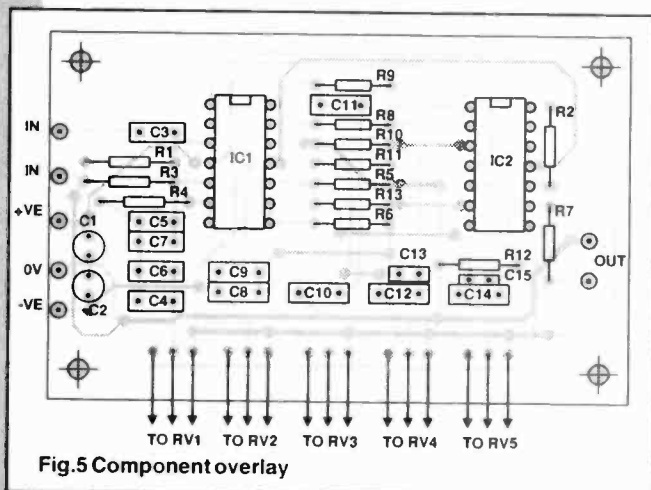 R9
C11
R8
R10
R11
R5
R13
R6
IC1
IC2
R2
R7
IN
IN
+VE
0V
-VE
C3
R1
R3
R4
C1
C5
C7
C6
C4
C2
C9
C8
C10
C13
C12
R12
C15
C14
OUT
TO RV1 TO RV2 TO RV3 TO RV4 TO RV5
Fig.5 Component overlay